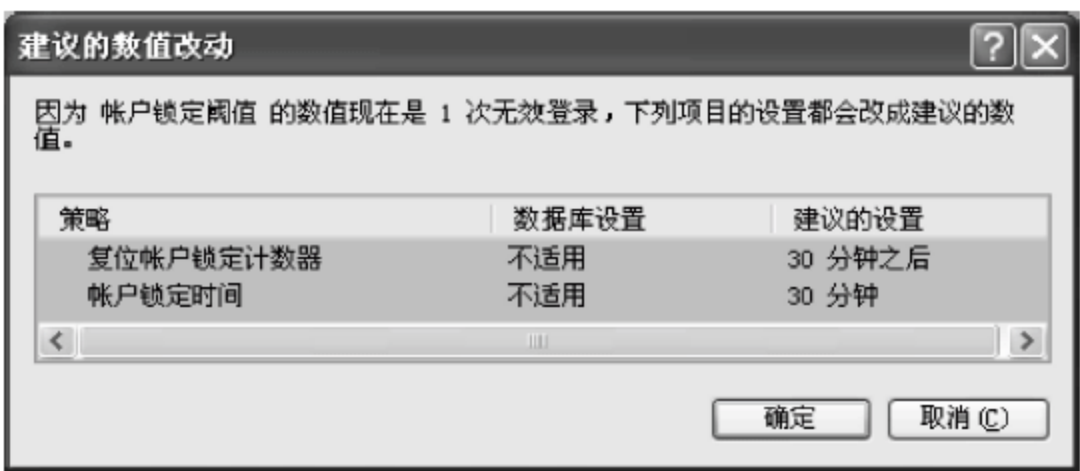 建议的数值改动
因为 帐户锁定阈值 的数值现在是 1 次无效登录，下列项目的设置都会改成建议的数
值。
策略 数据库设置 建议的设置
复位帐户锁定计数器 不适用 30 分钟之后
帐户锁定时间 不适用 30 分钟
确定 取消(C)